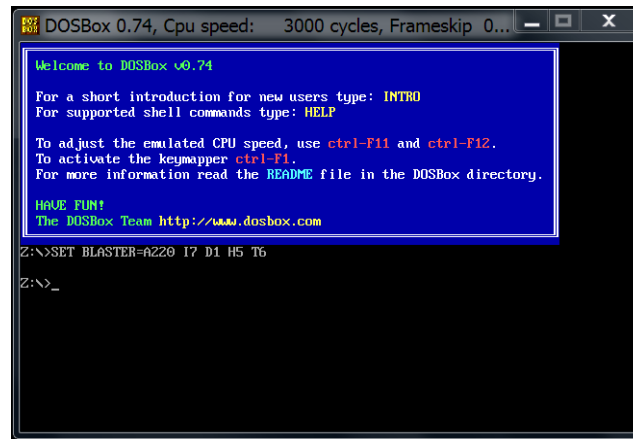 DOSBox 0.74, Cpu speed: 3000 cycles, Frameskip 0...
Welcome to DOSBox v0.74
For a short introduction for new users type: INTRO
For supported shell commands type: HELP
To adjust the emulated CPU speed, use ctrl-F11 and ctrl-F12.
To activate the keymapper ctrl-F1.
For more information read the README file in the DOSBox directory.
HAVE FUN!
The DOSBox Team http://www.dosbox.com
Z:\>SET BLASTER=A220 I7 D1 H5 T6
Z:\>_